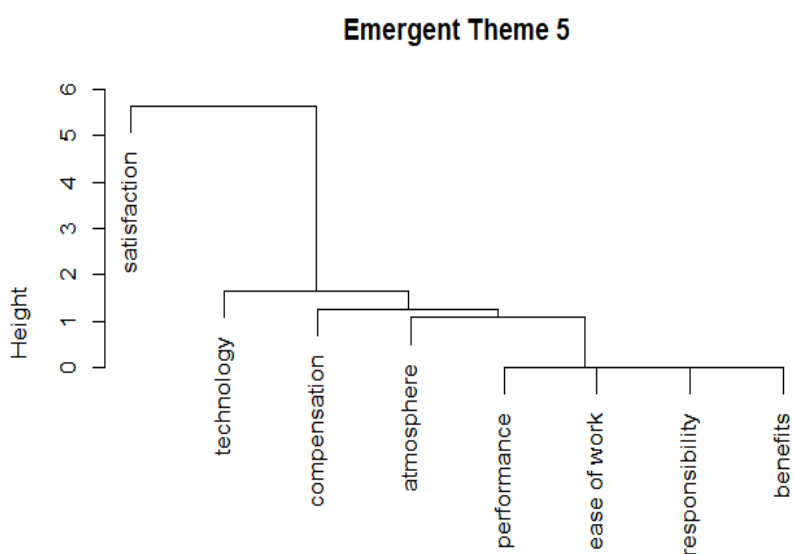 Emergent Theme 5
Height
6
5
4
3
2
1
0
satisfaction
technology
compensation
atmosphere
performance
ease of work
responsibility
benefits